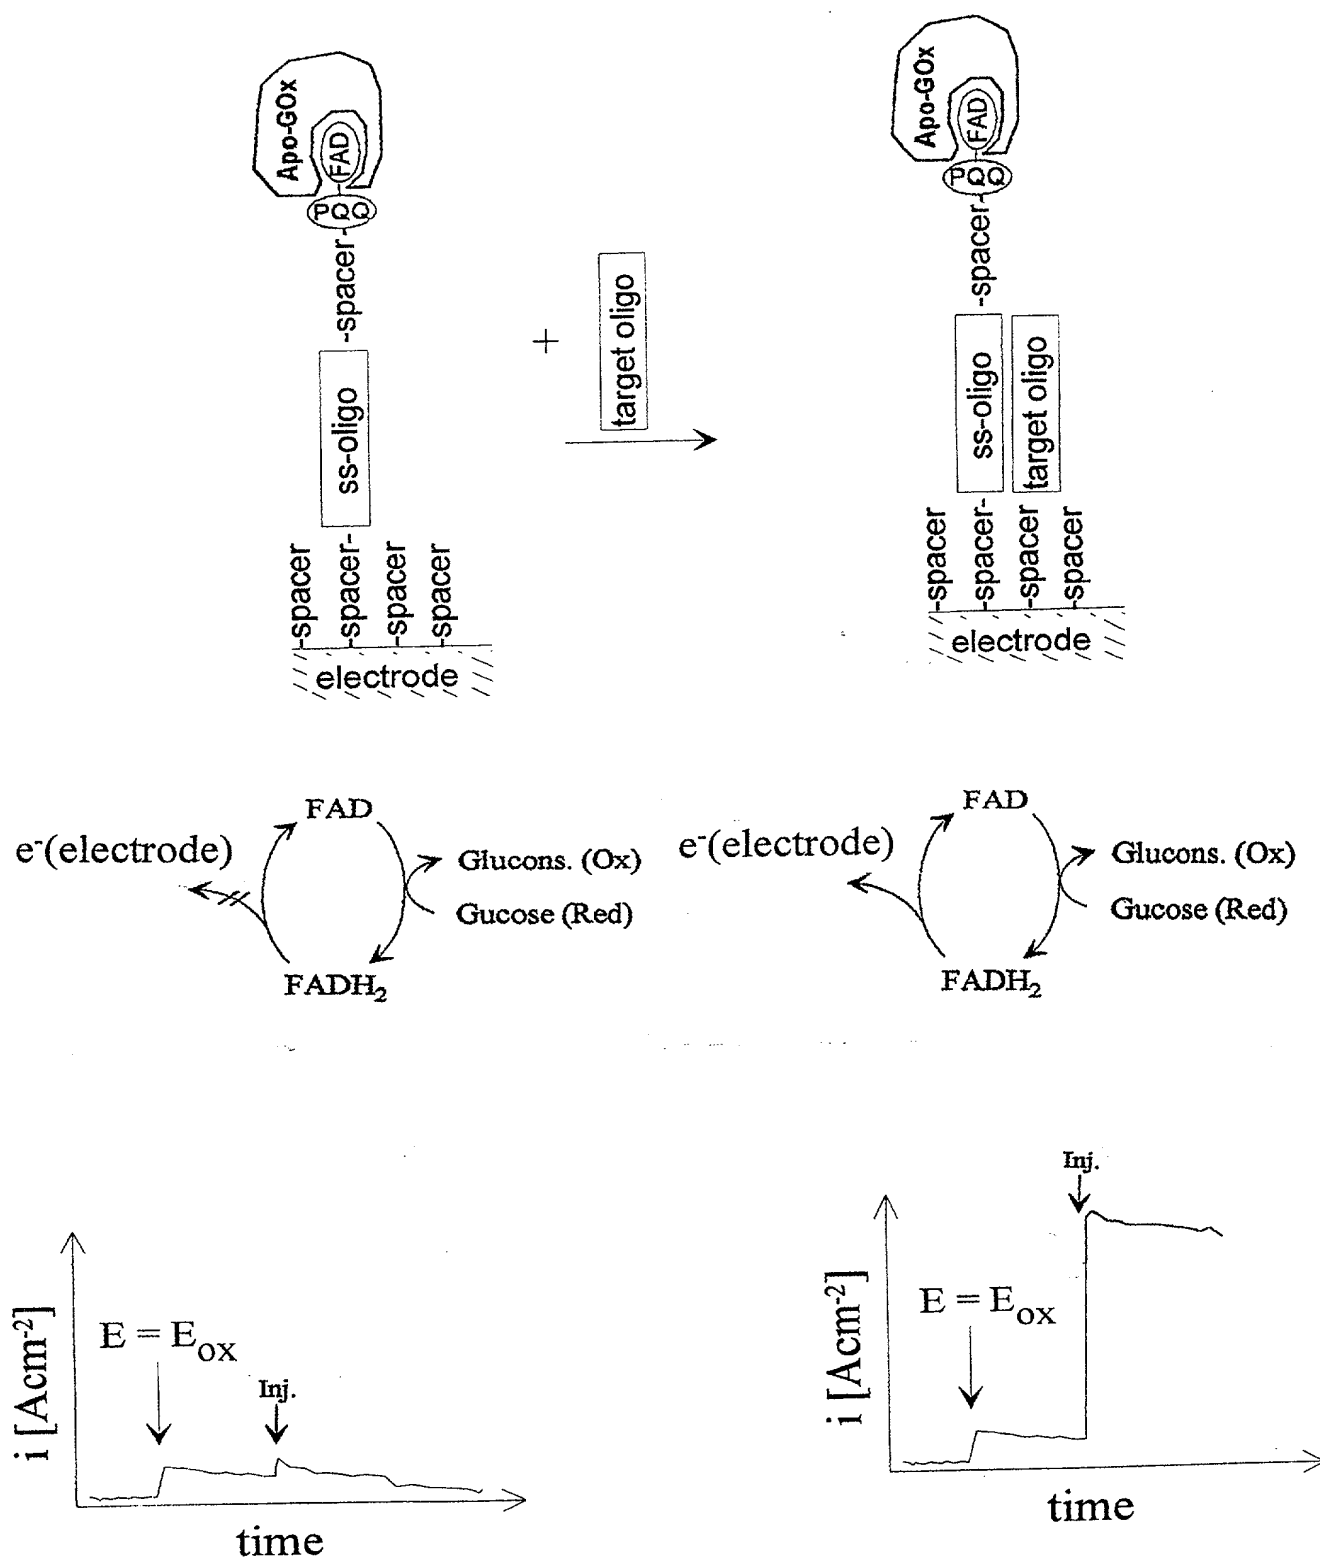 Apo-GOx
FAD
PQQ
-spacer-
ss-oligo
-spacer
-spacer-
-spacer
-spacer
electrode
+
target oligo
Apo-GOx
FAD
PQQ
-spacer-
ss-oligo
target oligo
-spacer
-spacer-
-spacer
-spacer
electrode
FAD
e⁻(electrode)
Glucons. (Ox)
Gucose (Red)
FADH₂
FAD
e⁻(electrode)
Glucons. (Ox)
Gucose (Red)
FADH₂
i [Acm⁻²]
E = Eox
Inj.
time
i [Acm⁻²]
E = Eox
Inj.
time